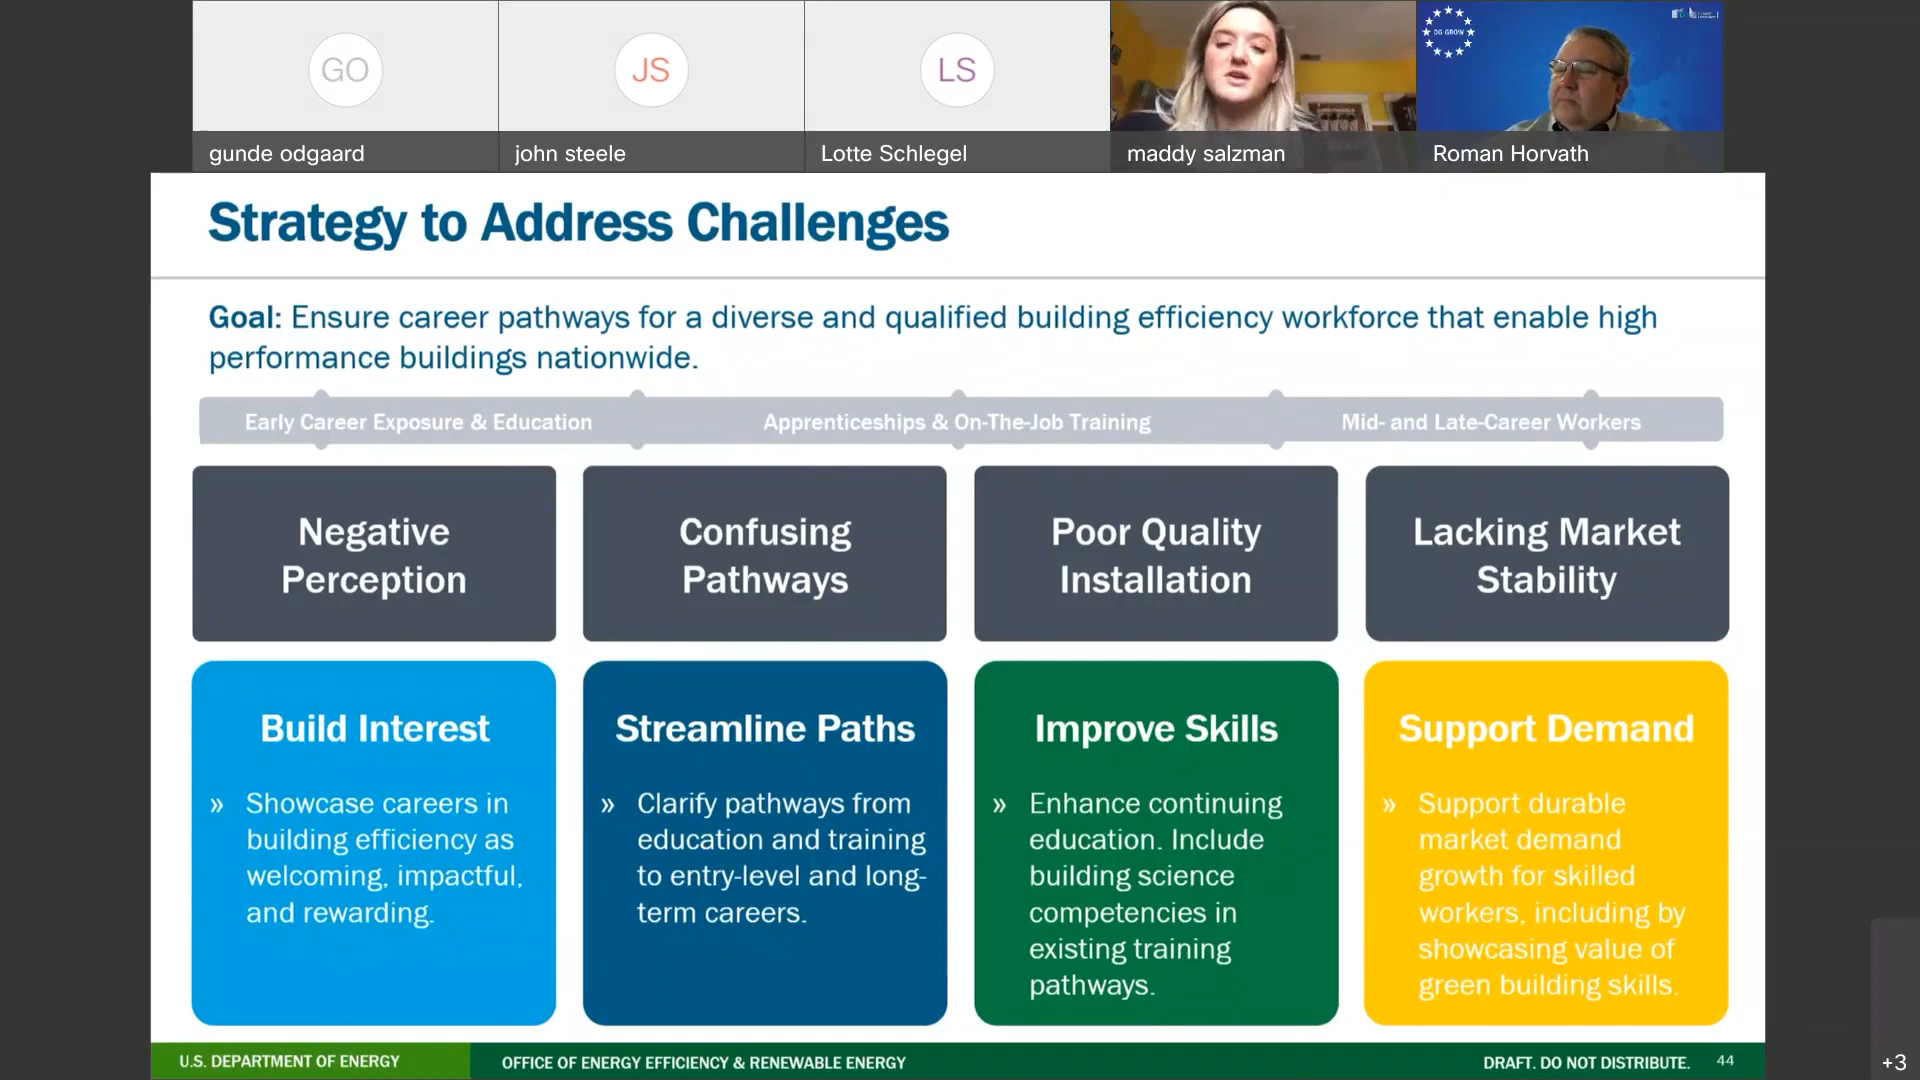 GO
JS
LS
DG GROW
gunde odgaard
john steele
Lotte Schlegel
maddy salzman
Roman Horvath
Strategy to Address Challenges
Goal: Ensure career pathways for a diverse and qualified building efficiency workforce that enable high
performance buildings nationwide.
Early Career Exposure & Education
Apprenticeships & On-The-Job Training
Mid- and Late-Career Workers
Negative
Perception
Confusing
Pathways
Poor Quality
Installation
Lacking Market
Stability
Build Interest
» Showcase careers in
building efficiency as
welcoming, impactful,
and rewarding.
Streamline Paths
» Clarify pathways from
education and training
to entry-level and long-
term careers.
Improve Skills
» Enhance continuing
education. Include
building science
competencies in
existing training
pathways.
Support Demand
» Support durable
market demand
growth for skilled
workers, including by
showcasing value of
green building skills.
U.S. DEPARTMENT OF ENERGY
OFFICE OF ENERGY EFFICIENCY & RENEWABLE ENERGY
DRAFT. DO NOT DISTRIBUTE.
44
+3